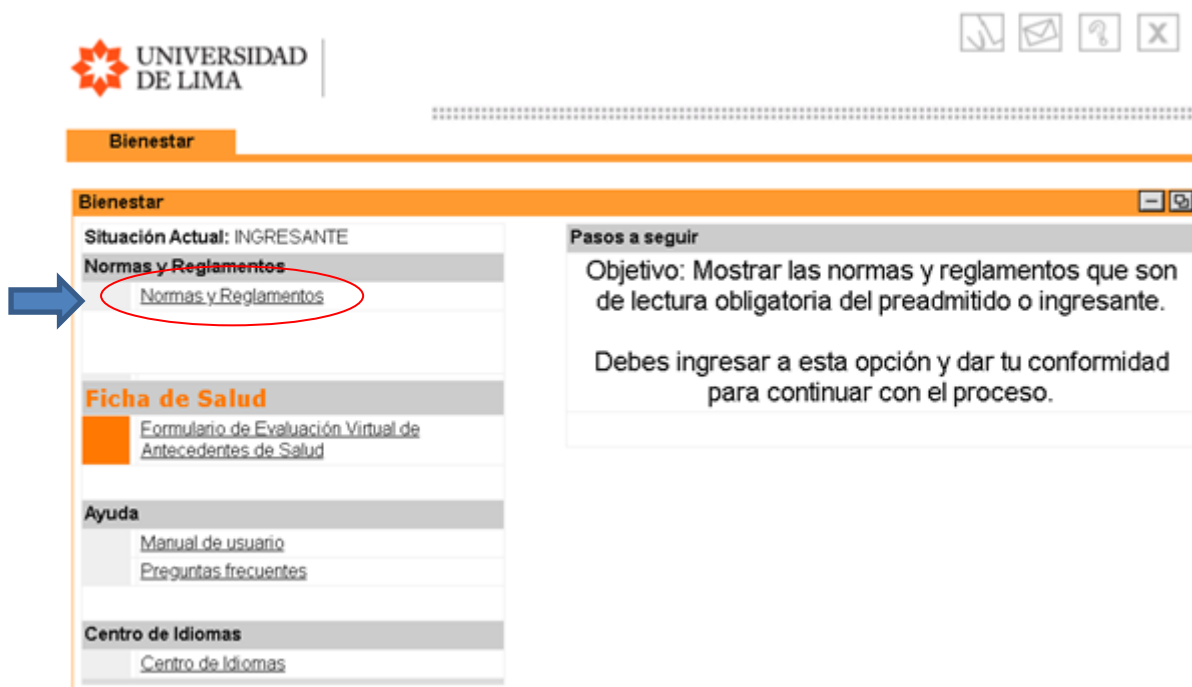 UNIVERSIDAD
DE LIMA
Bienestar
Bienestar
Situación Actual: INGRESANTE
Normas y Reglamentos
Normas y Reglamentos
Ficha de Salud
Formulario de Evaluación Virtual de
Antecedentes de Salud
Ayuda
Manual de usuario
Preguntas frecuentes
Centro de Idiomas
Centro de Idiomas
Pasos a seguir
Objetivo: Mostrar las normas y reglamentos que son
de lectura obligatoria del preadmitido o ingresante.
Debes ingresar a esta opción y dar tu conformidad
para continuar con el proceso.